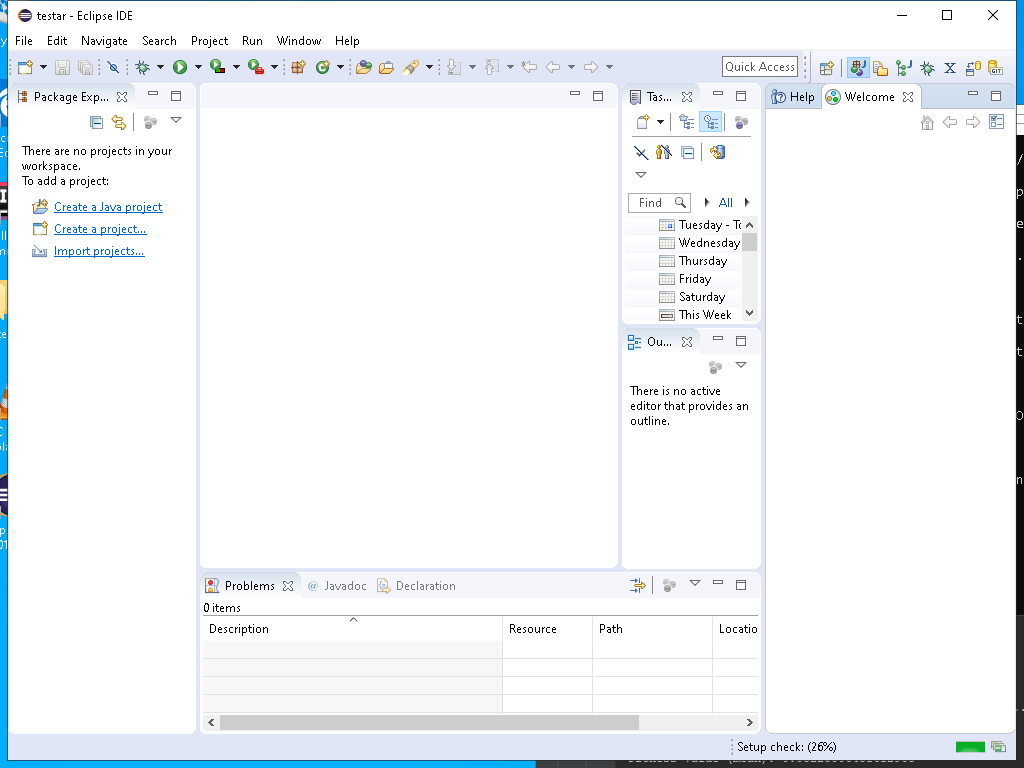 testar - Eclipse IDE
File Edit Navigate Search Project Run Window Help
Quick Access
Package Exp...
There are no projects in your
workspace.
To add a project:
Create a Java project
Create a project...
Import projects...
Tas...
Find
All
Tuesday - To
Wednesday
Thursday
Friday
Saturday
This Week
Ou...
There is no active
editor that provides an
outline.
Help Welcome
Problems @ Javadoc Declaration
0 items
Description Resource Path Locatio
Setup check: (26%)